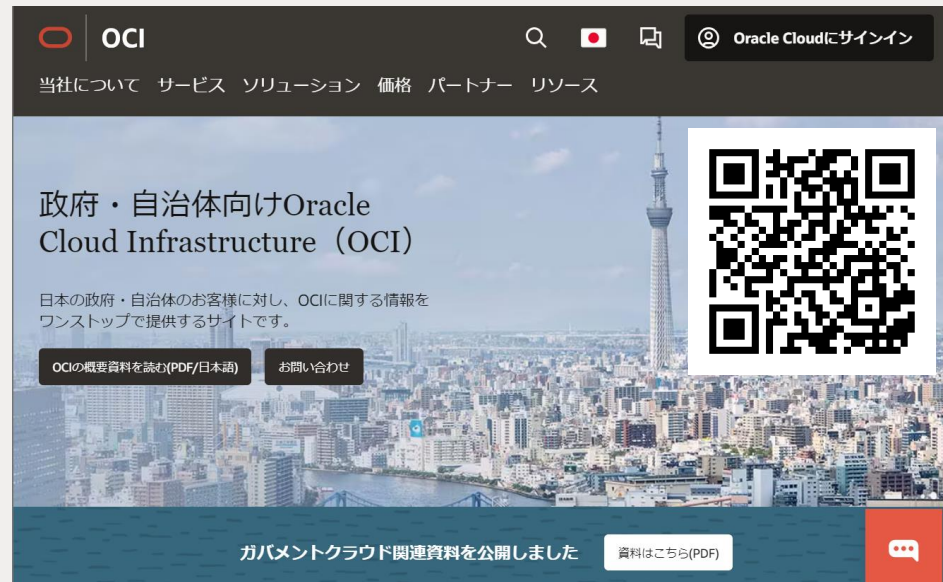 OCI
Oracle Cloudにサインイン
当社について サービス ソリューション 価格 パートナー リソース
政府・自治体向けOracle
Cloud Infrastructure（OCI）
日本の政府・自治体のお客様に対し、OCIに関する情報を
ワンストップで提供するサイトです。
OCIの概要資料を読む(PDF/日本語) お問い合わせ
ガバメントクラウド関連資料を公開しました 資料はこちら(PDF)